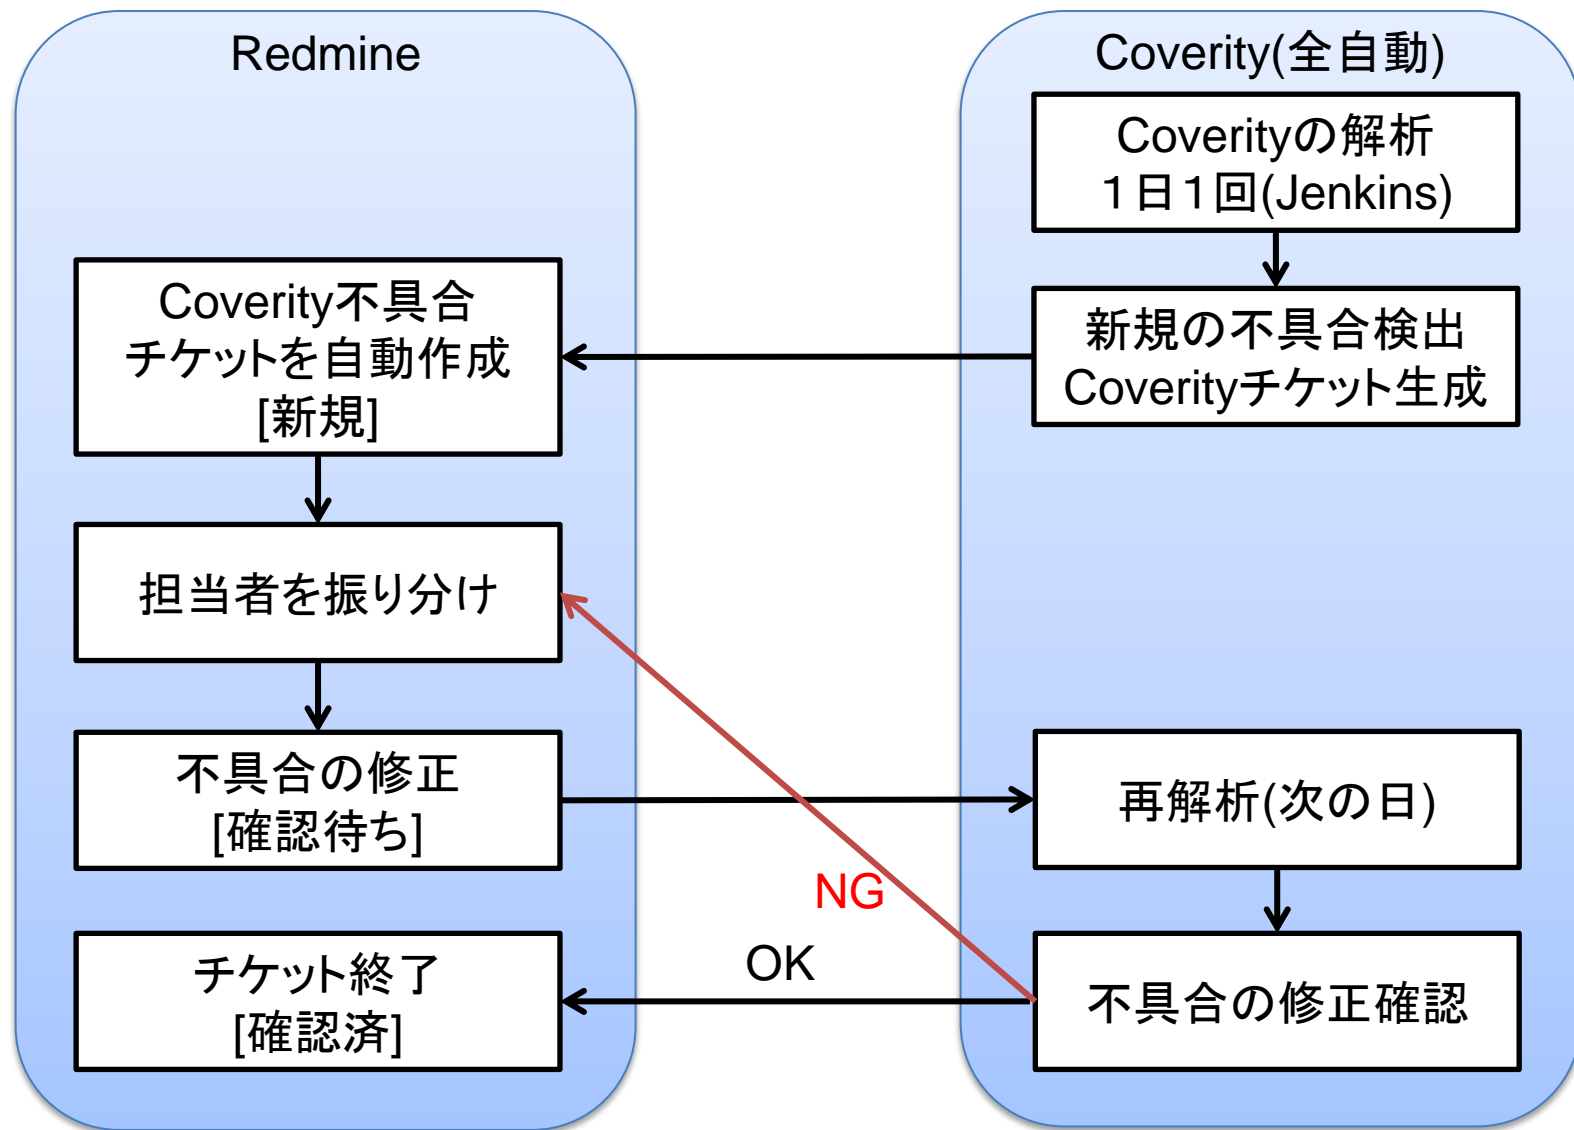 Redmine
Coverity不具合
チケットを自動作成
[新規]
担当者を振り分け
不具合の修正
[確認待ち]
チケット終了
[確認済]
NG
OK
Coverity(全自動)
Coverityの解析
１日１回(Jenkins)
新規の不具合検出
Coverityチケット生成
再解析(次の日)
不具合の修正確認